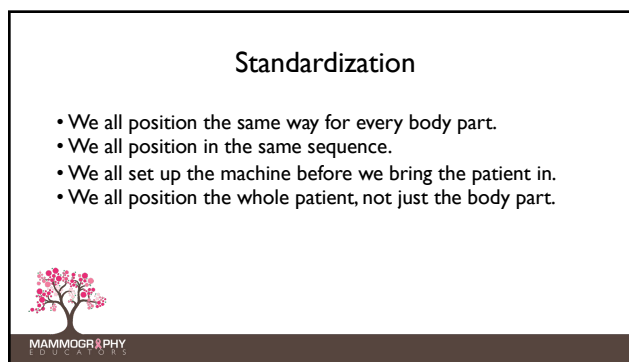 Standardization
• We all position the same way for every body part.
• We all position in the same sequence.
• We all set up the machine before we bring the patient in.
• We all position the whole patient, not just the body part.
MAMMOGRAPHY
EDUCATORS